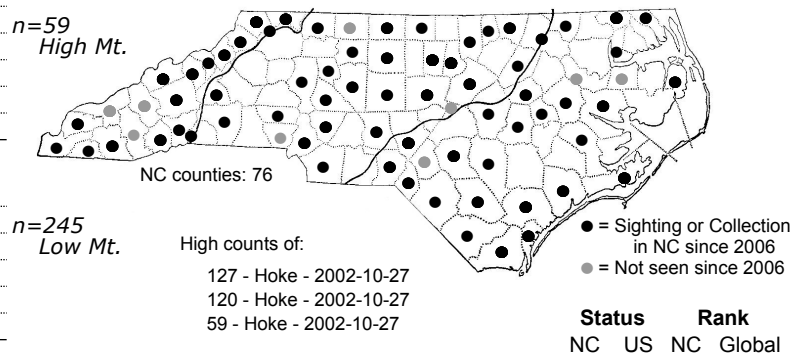 n=59
High Mt.
NC counties: 76
n=245
Low Mt.
High counts of:
127 - Hoke - 2002-10-27
120 - Hoke - 2002-10-27
59 - Hoke - 2002-10-27
= Sighting or Collection
in NC since 2006
= Not seen since 2006
Status Rank
NC US NC Global